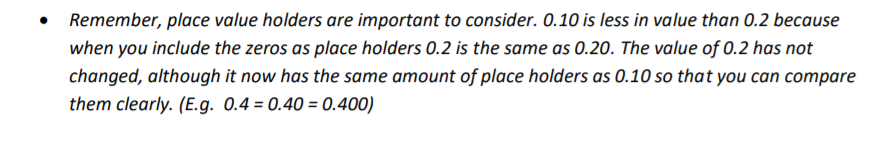 • Remember, place value holders are important to consider. 0.10 is less in value than 0.2 because
when you include the zeros as place holders 0.2 is the same as 0.20. The value of 0.2 has not
changed, although it now has the same amount of place holders as 0.10 so that you can compare
them clearly. (E.g.  0.4 = 0.40 = 0.400)